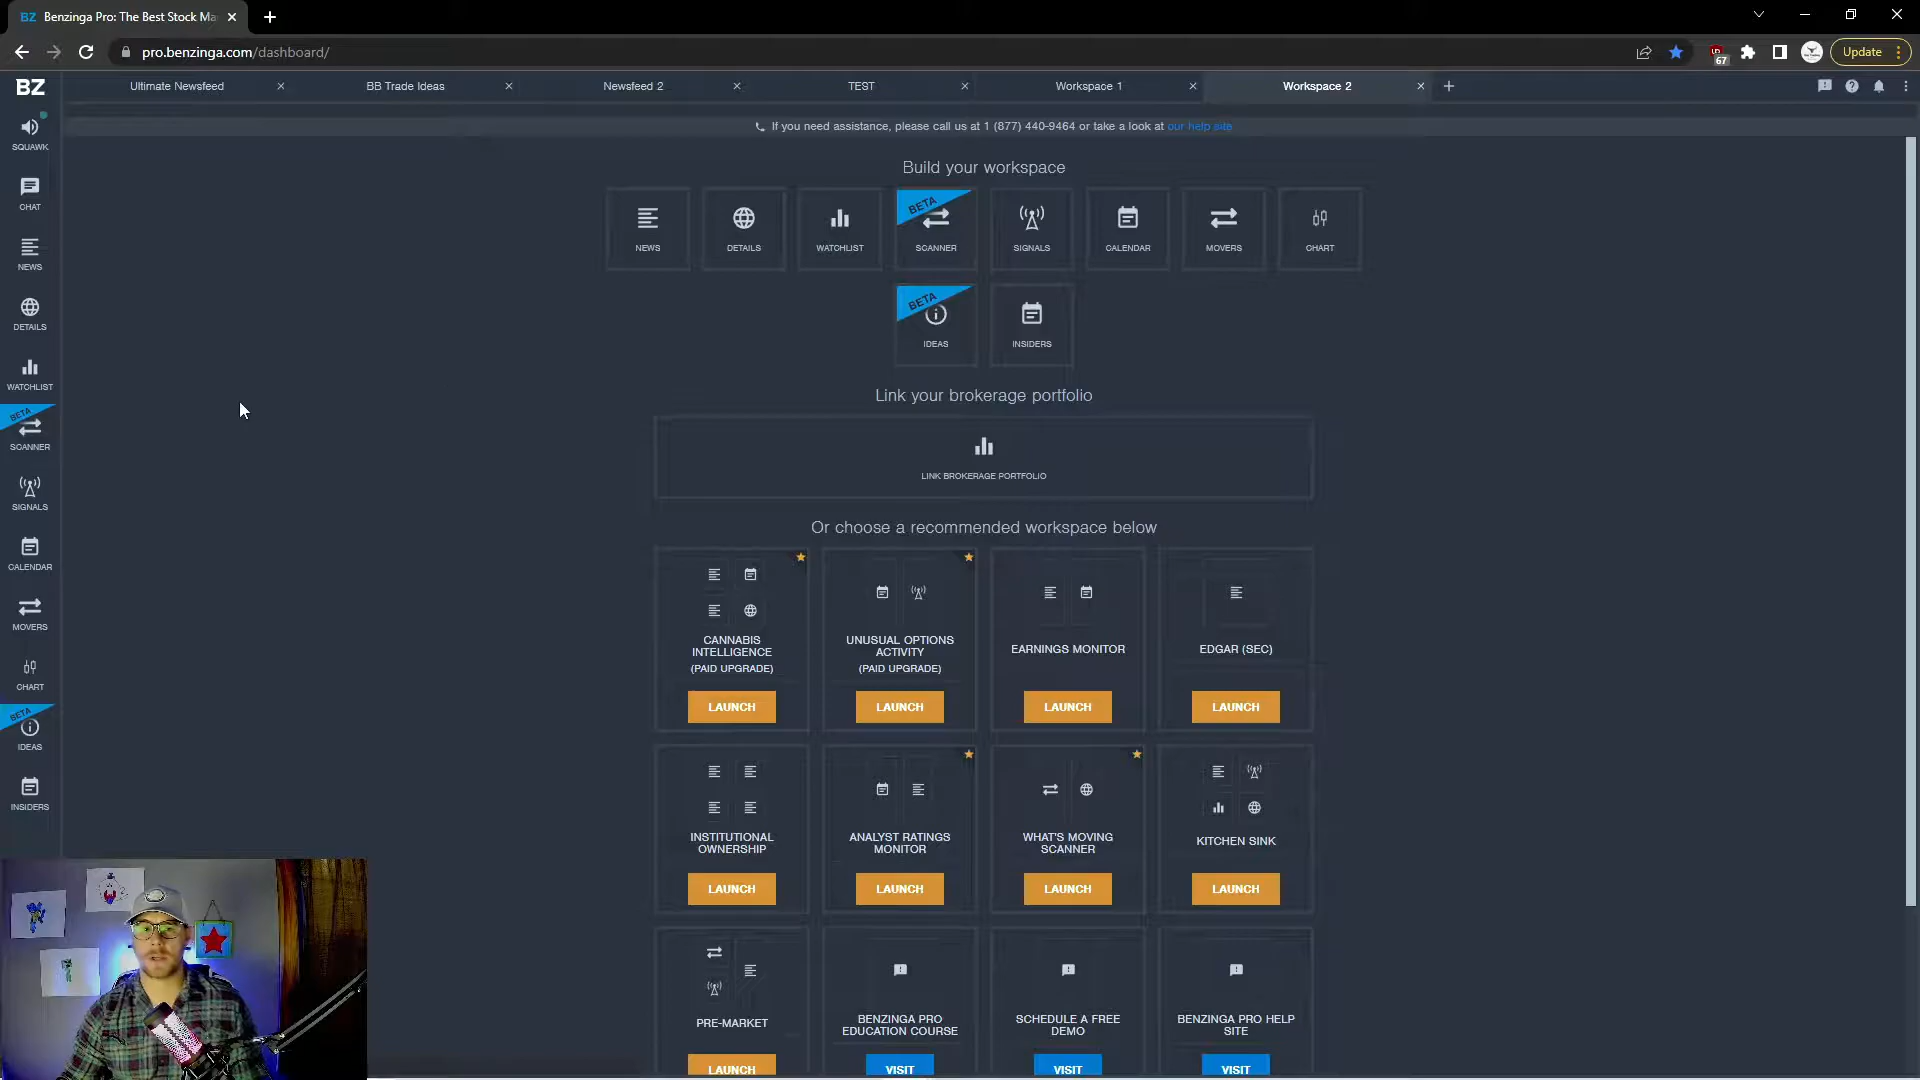 BZ Benzinga Pro: The Best Stock Ma
pro.benzinga.com/dashboard/
67
Update
BZ
Ultimate Newsfeed
BB Trade Ideas
Newsfeed 2
TEST
Workspace 1
Workspace 2
If you need assistance, please call us at 1 (877) 440-9464 or take a look at our help site
SQUAWK
CHAT
NEWS
DETAILS
WATCHLIST
BETA
SCANNER
SIGNALS
CALENDAR
MOVERS
CHART
BETA
IDEAS
INSIDERS
Build your workspace
NEWS
DETAILS
WATCHLIST
BETA
SCANNER
SIGNALS
CALENDAR
MOVERS
CHART
BETA
IDEAS
INSIDERS
Link your brokerage portfolio
LINK BROKERAGE PORTFOLIO
Or choose a recommended workspace below
CANNABIS
INTELLIGENCE
(PAID UPGRADE)
LAUNCH
UNUSUAL OPTIONS
ACTIVITY
(PAID UPGRADE)
LAUNCH
EARNINGS MONITOR
LAUNCH
EDGAR (SEC)
LAUNCH
INSTITUTIONAL
OWNERSHIP
LAUNCH
ANALYST RATINGS
MONITOR
LAUNCH
WHAT'S MOVING
SCANNER
LAUNCH
KITCHEN SINK
LAUNCH
PRE-MARKET
LAUNCH
BENZINGA PRO
EDUCATION COURSE
VISIT
SCHEDULE A FREE
DEMO
VISIT
BENZINGA PRO HELP
SITE
VISIT